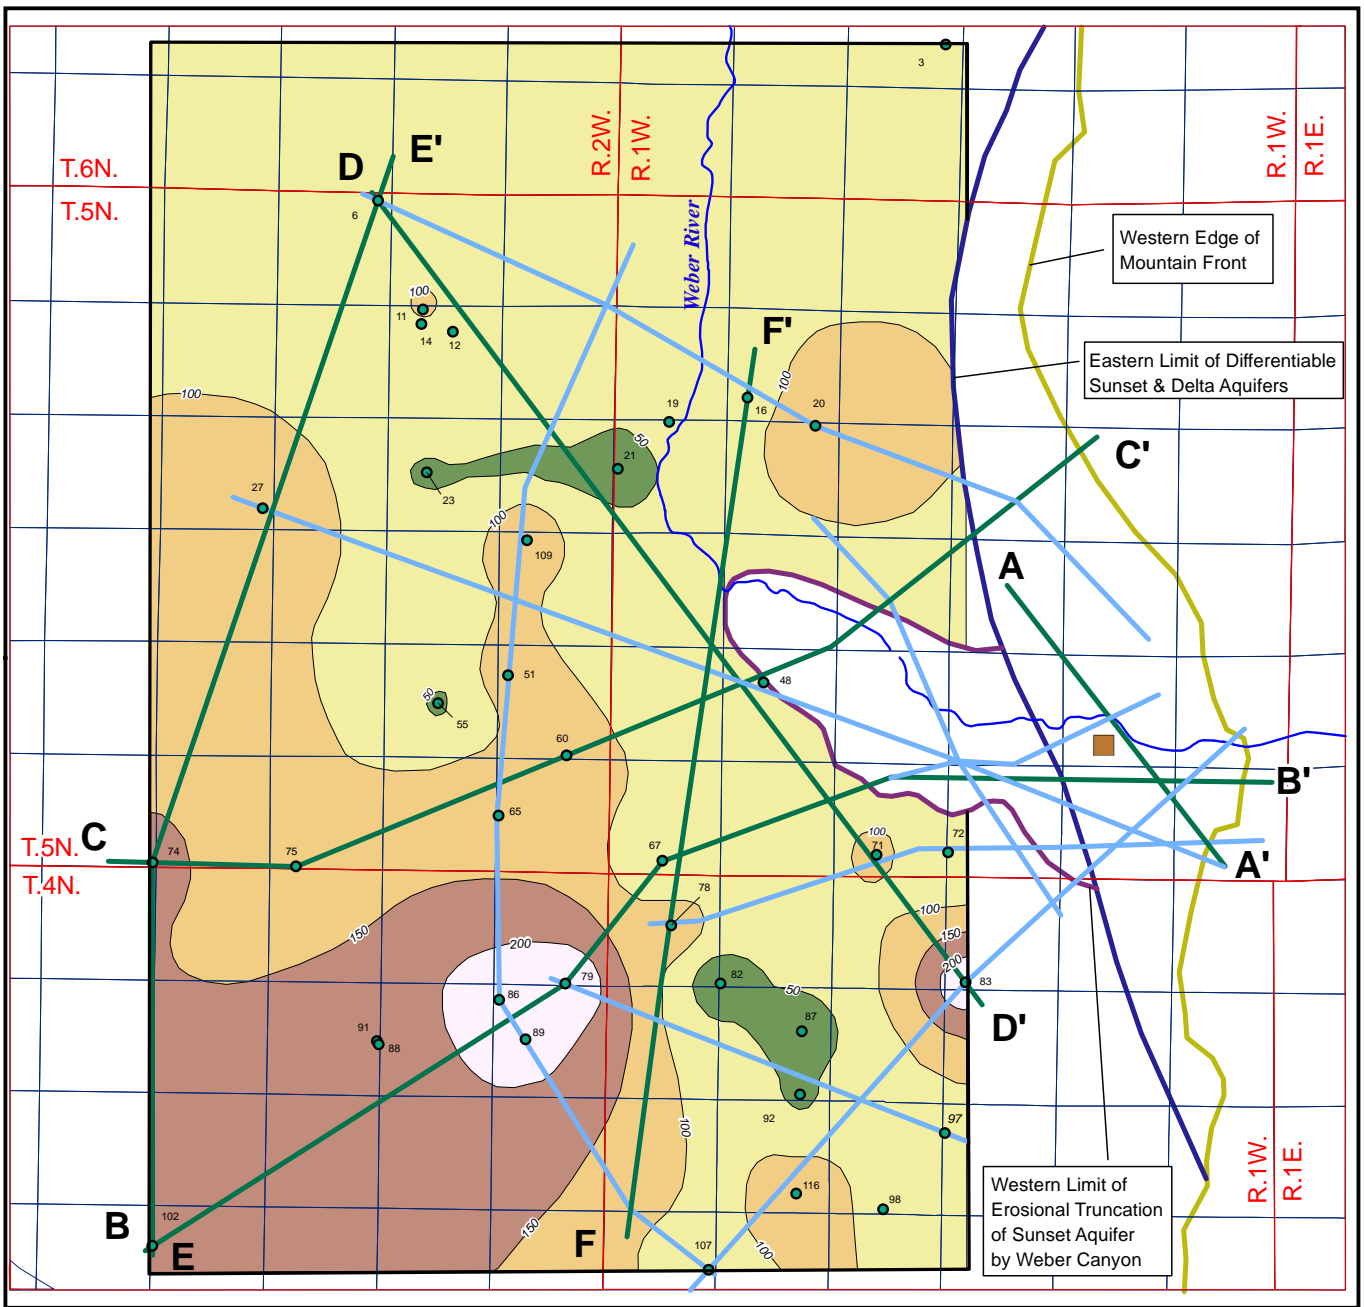 3
E'
D
T.6N.
R.2W.
R.1W.
R.1W.
R.1E.
T.5N.
6
Weber River
Western Edge of
Mountain Front
100
11
14
12
F'
Eastern Limit of Differentiable
Sunset & Delta Aquifers
100
100
19
16
20
50
21
C'
27
23
100
109
A
51
48
50
55
60
B'
65
C
T.5N.
74
75
67
100
71
72
A'
T.4N.
78
100
150
150
200
200
79
82
50
83
86
D'
91
88
89
87
92
97
100
R.1W.
R.1E.
116
98
Western Limit of
Erosional Truncation
of Sunset Aquifer
by Weber Canyon
B
102
E
150
F
107
100